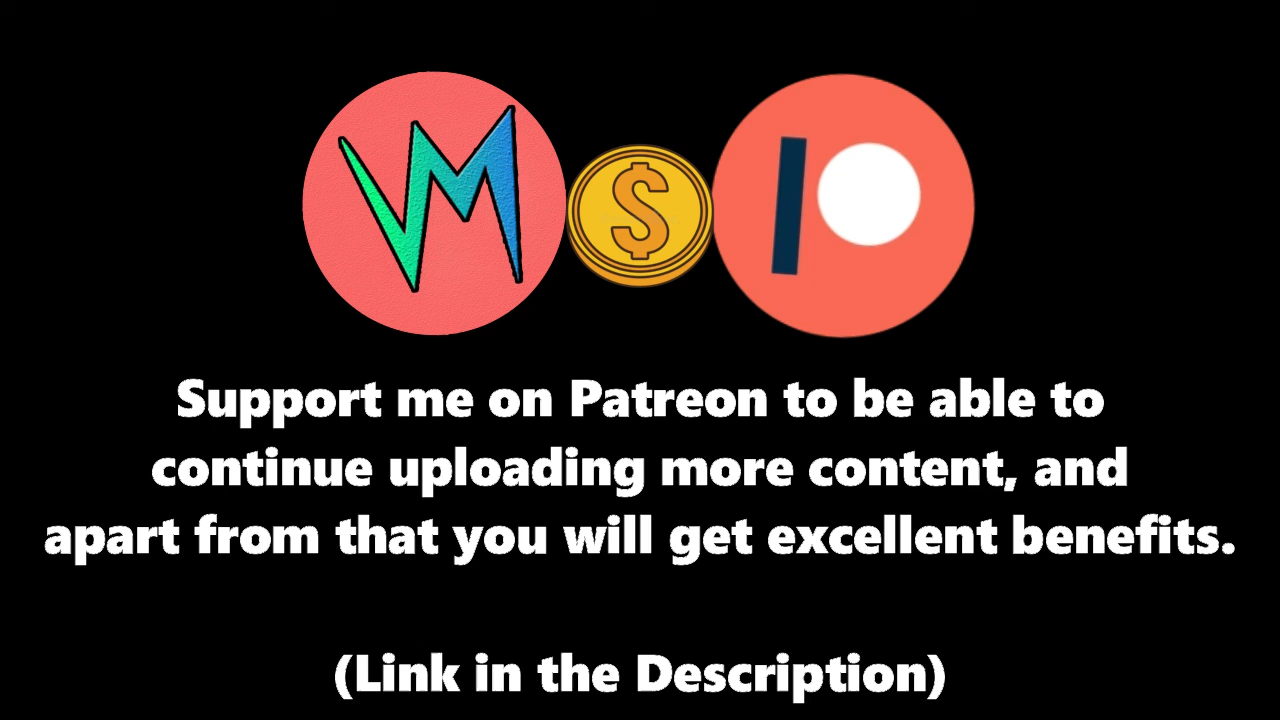 VM
$
Support me on Patreon to be able to
continue uploading more content, and
apart from that you will get excellent benefits.
(Link in the Description)